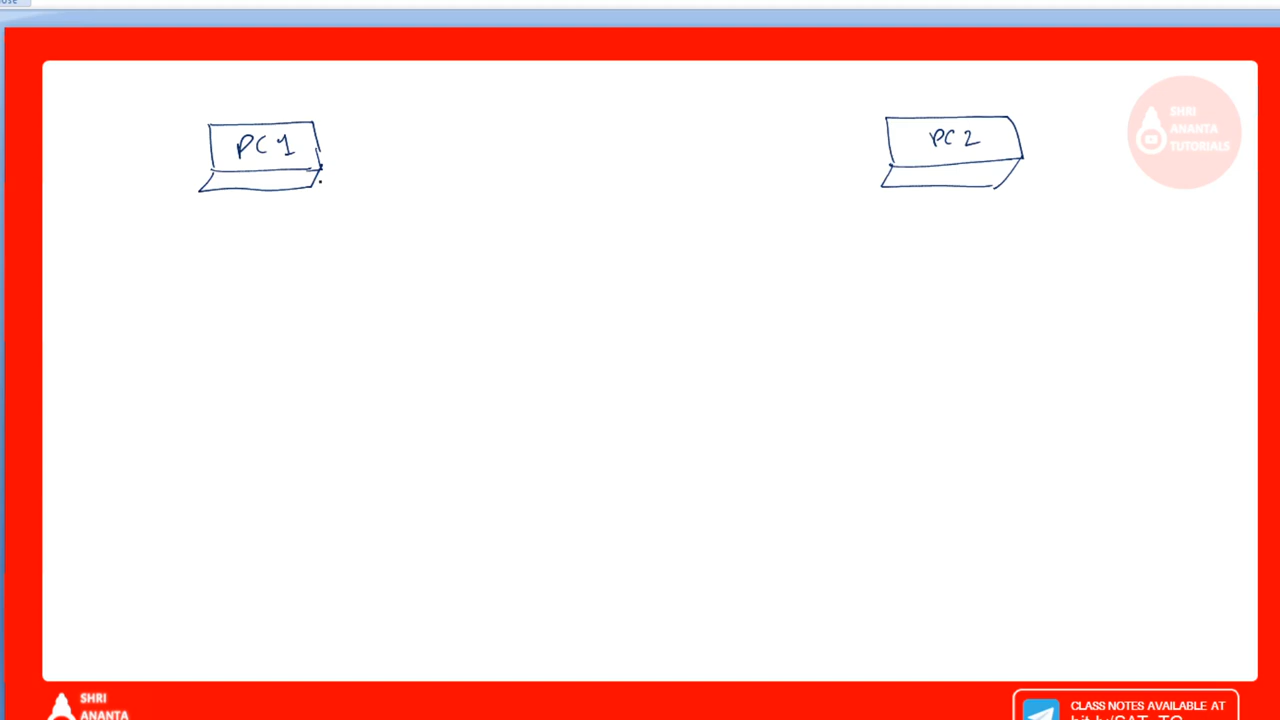 PC 1
PC 2
SHRI
ANANTA
TUTORIALS
SHRI
ANANTA
CLASS NOTES AVAILABLE AT